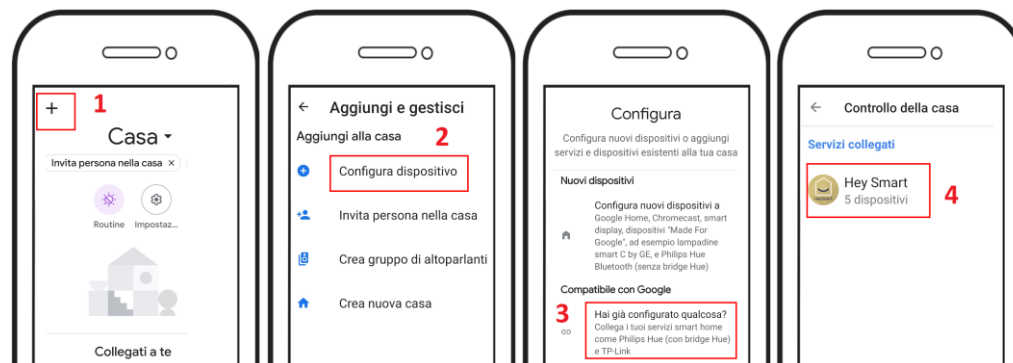 +
1
Casa
Invita persona nella casa ×
Routine
Impostaz...
Collegati a te
← Aggiungi e gestisci
Aggiungi alla casa
2
Configura dispositivo
Invita persona nella casa
Crea gruppo di altoparlanti
Crea nuova casa
Configura
Configura nuovi dispositivi o aggiungi
servizi e dispositivi esistenti alla tua casa
Nuovi dispositivi
Configura nuovi dispositivi a
Google Home, Chromecast, smart
display, dispositivi "Made For
Google", ad esempio lampadine
smart C by GE, e Philips Hue
Bluetooth (senza bridge Hue)
Compatibile con Google
3
Hai già configurato qualcosa?
Collega i tuoi servizi smart home
come Philips Hue (con bridge Hue)
e TP-Link
← Controllo della casa
Servizi collegati
Hey Smart
5 dispositivi
4